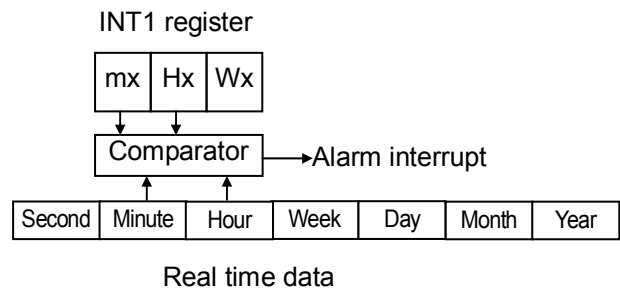 INT1 register
mx Hx Wx
Comparator
Alarm interrupt
Second Minute Hour Week Day Month Year
Real time data